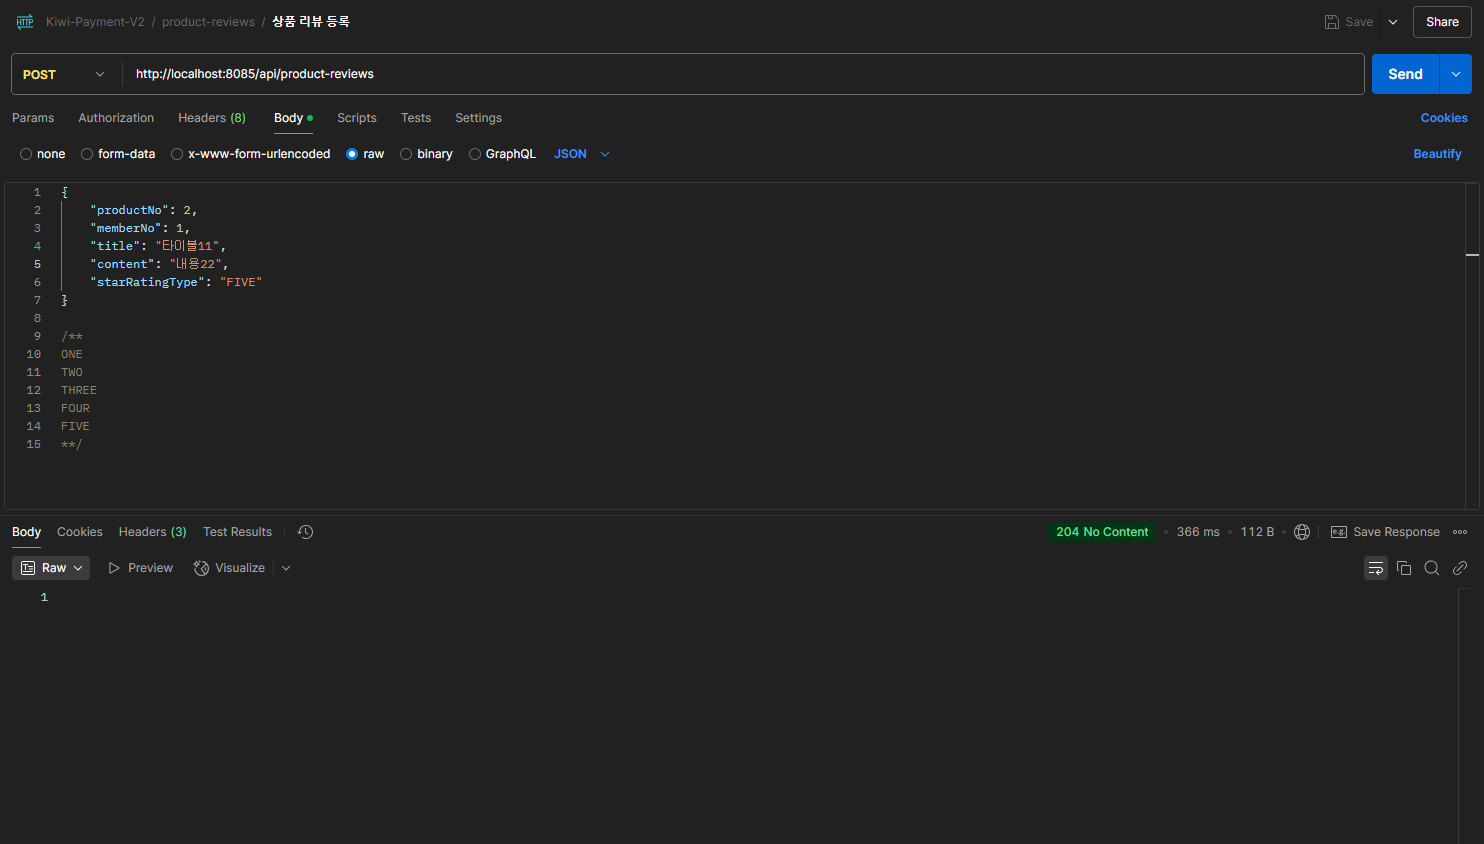 HTTP Kiwi-Payment-V2 / product-reviews / 상품 리뷰 등록 Save Share
POST http://localhost:8085/api/product-reviews Send
Params Authorization Headers (8) Body Scripts Tests Settings Cookies
none form-data x-www-form-urlencoded raw binary GraphQL JSON Beautify
1 {
2 "productNo": 2,
3 "memberNo": 1,
4 "title": "타이블11",
5 "content": "내용22",
6 "starRatingType": "FIVE"
7 }
8
9 /**
10 ONE
11 TWO
12 THREE
13 FOUR
14 FIVE
15 **/
Body Cookies Headers (3) Test Results 204 No Content • 366 ms • 112 B • e.g. Save Response
Raw Preview Visualize
1